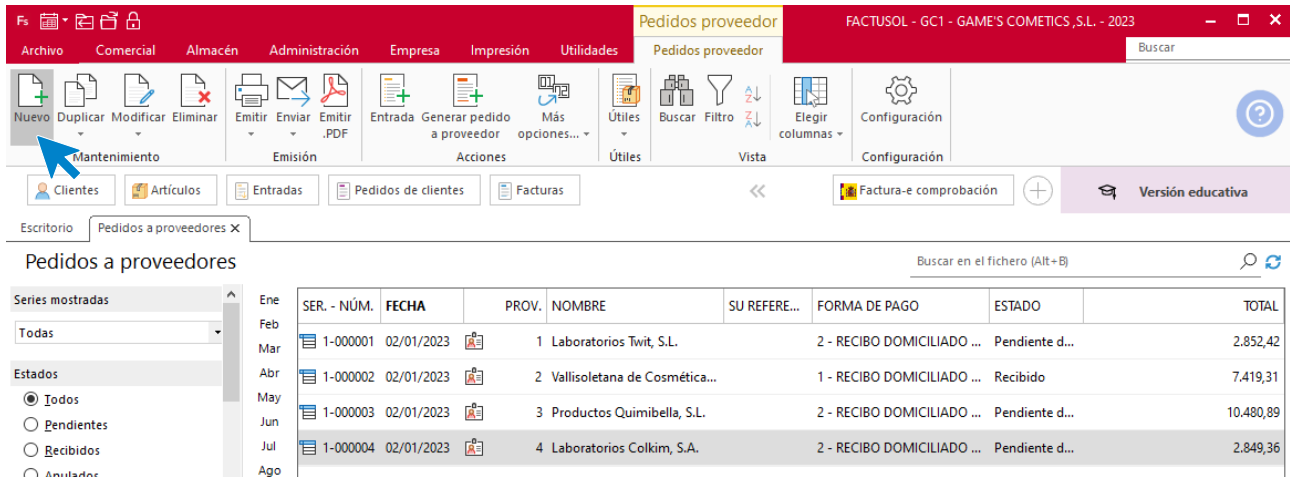 Fs
Pedidos proveedor
FACTUSOL - GC1 - GAME'S COMETICS ,S.L. - 2023
Archivo Comercial Almacén Administración Empresa Impresión Utilidades Pedidos proveedor Buscar
Nuevo Duplicar Modificar Eliminar Emitir Enviar Emitir .PDF Entrada Generar pedido a proveedor Más opciones... Útiles Buscar Filtro Elegir columnas Configuración
Mantenimiento Emisión Acciones Útiles Vista Configuración
Clientes Artículos Entradas Pedidos de clientes Facturas Factura-e comprobación Versión educativa
Escritorio Pedidos a proveedores
Pedidos a proveedores Buscar en el fichero (Alt+B)
Series mostradas
Todas
Estados
Todos
Pendientes
Recibidos
Anulados
Ene
Feb
Mar
Abr
May
Jun
Jul
Ago
SER. - NÚM. FECHA PROV. NOMBRE SU REFERE... FORMA DE PAGO ESTADO TOTAL
1-000001 02/01/2023 1 Laboratorios Twit, S.L. 2 - RECIBO DOMICILIADO ... Pendiente d... 2.852,42
1-000002 02/01/2023 2 Vallisoletana de Cosmética... 1 - RECIBO DOMICILIADO ... Recibido 7.419,31
1-000003 02/01/2023 3 Productos Quimibella, S.L. 2 - RECIBO DOMICILIADO ... Pendiente d... 10.480,89
1-000004 02/01/2023 4 Laboratorios Colkim, S.A. 2 - RECIBO DOMICILIADO ... Pendiente d... 2.849,36